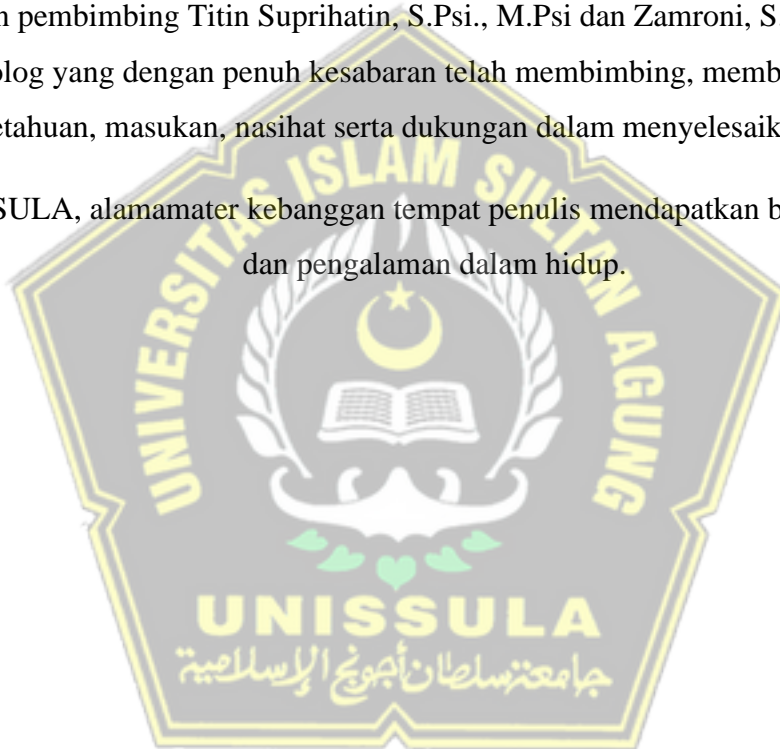 n pembimbing Titin Suprihatin, S.Psi., M.Psi dan Zamroni, S.
olog yang dengan penuh kesabaran telah membimbing, memb
etahuan, masukan, nasihat serta dukungan dalam menyelesaik
SULA, alamamater kebanggan tempat penulis mendapatkan b
dan pengalaman dalam hidup.
UNIVERSITAS ISLAM SULTAN AGUNG
UNISSULA
جامعتسلطان أجونج الإسلامية